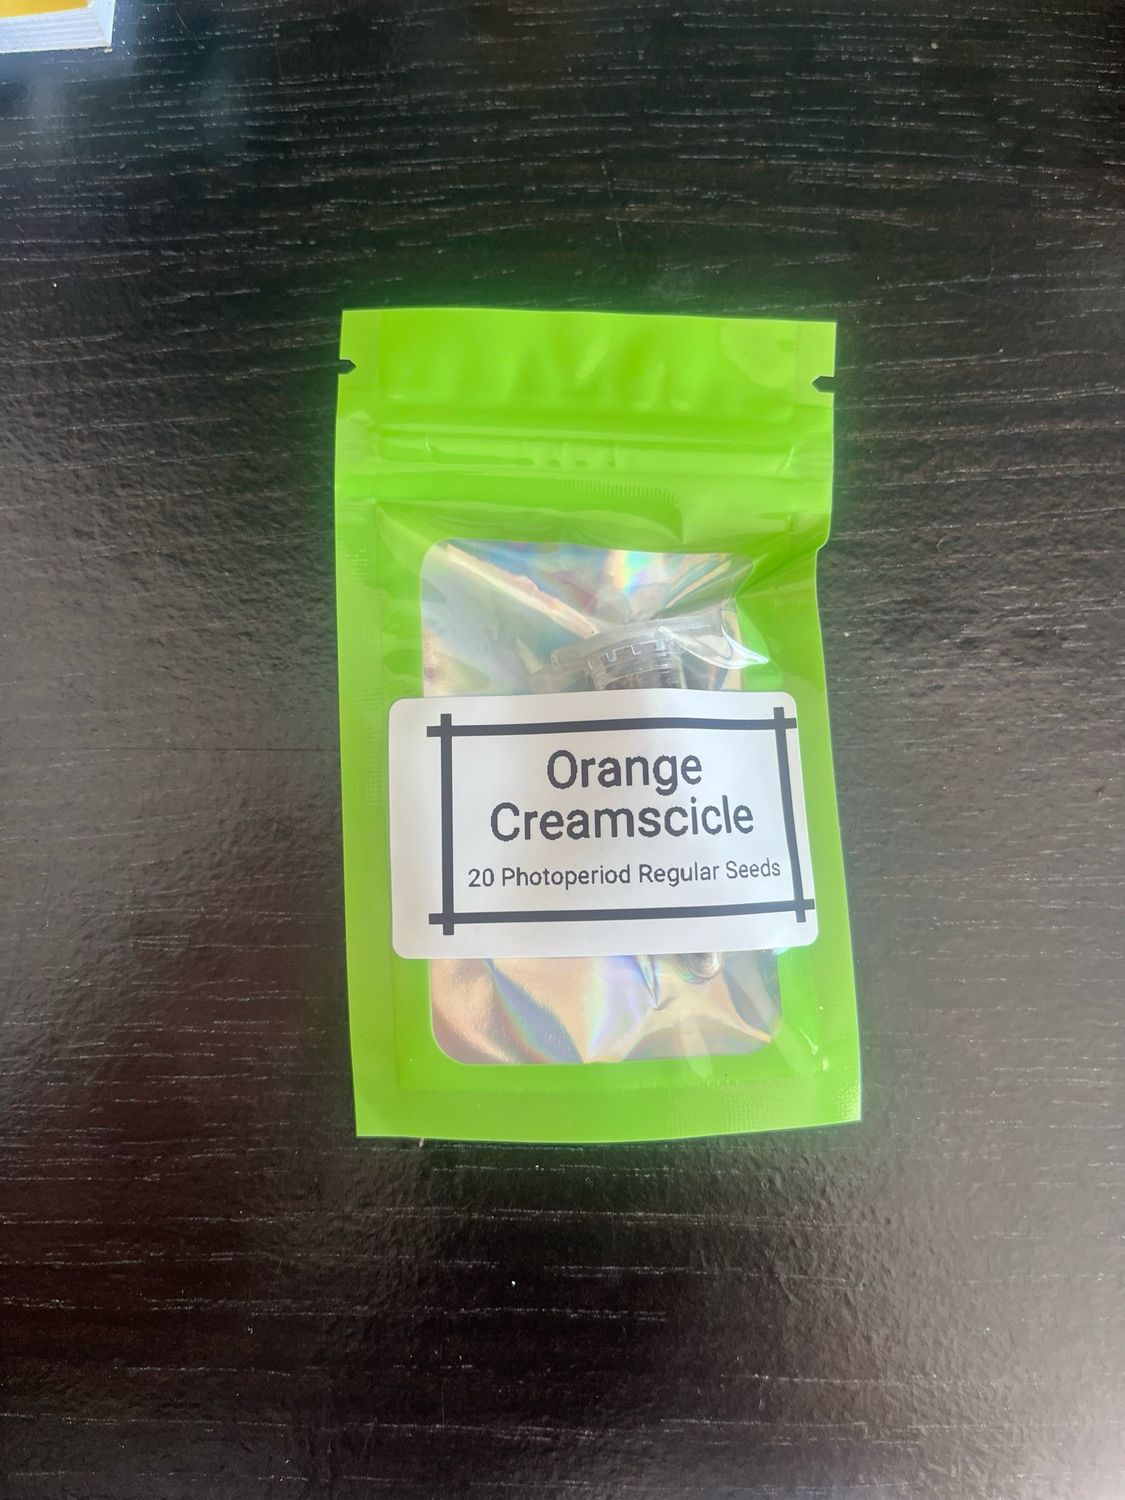 Orange
Creamscicle
20 Photoperiod Regular Seeds